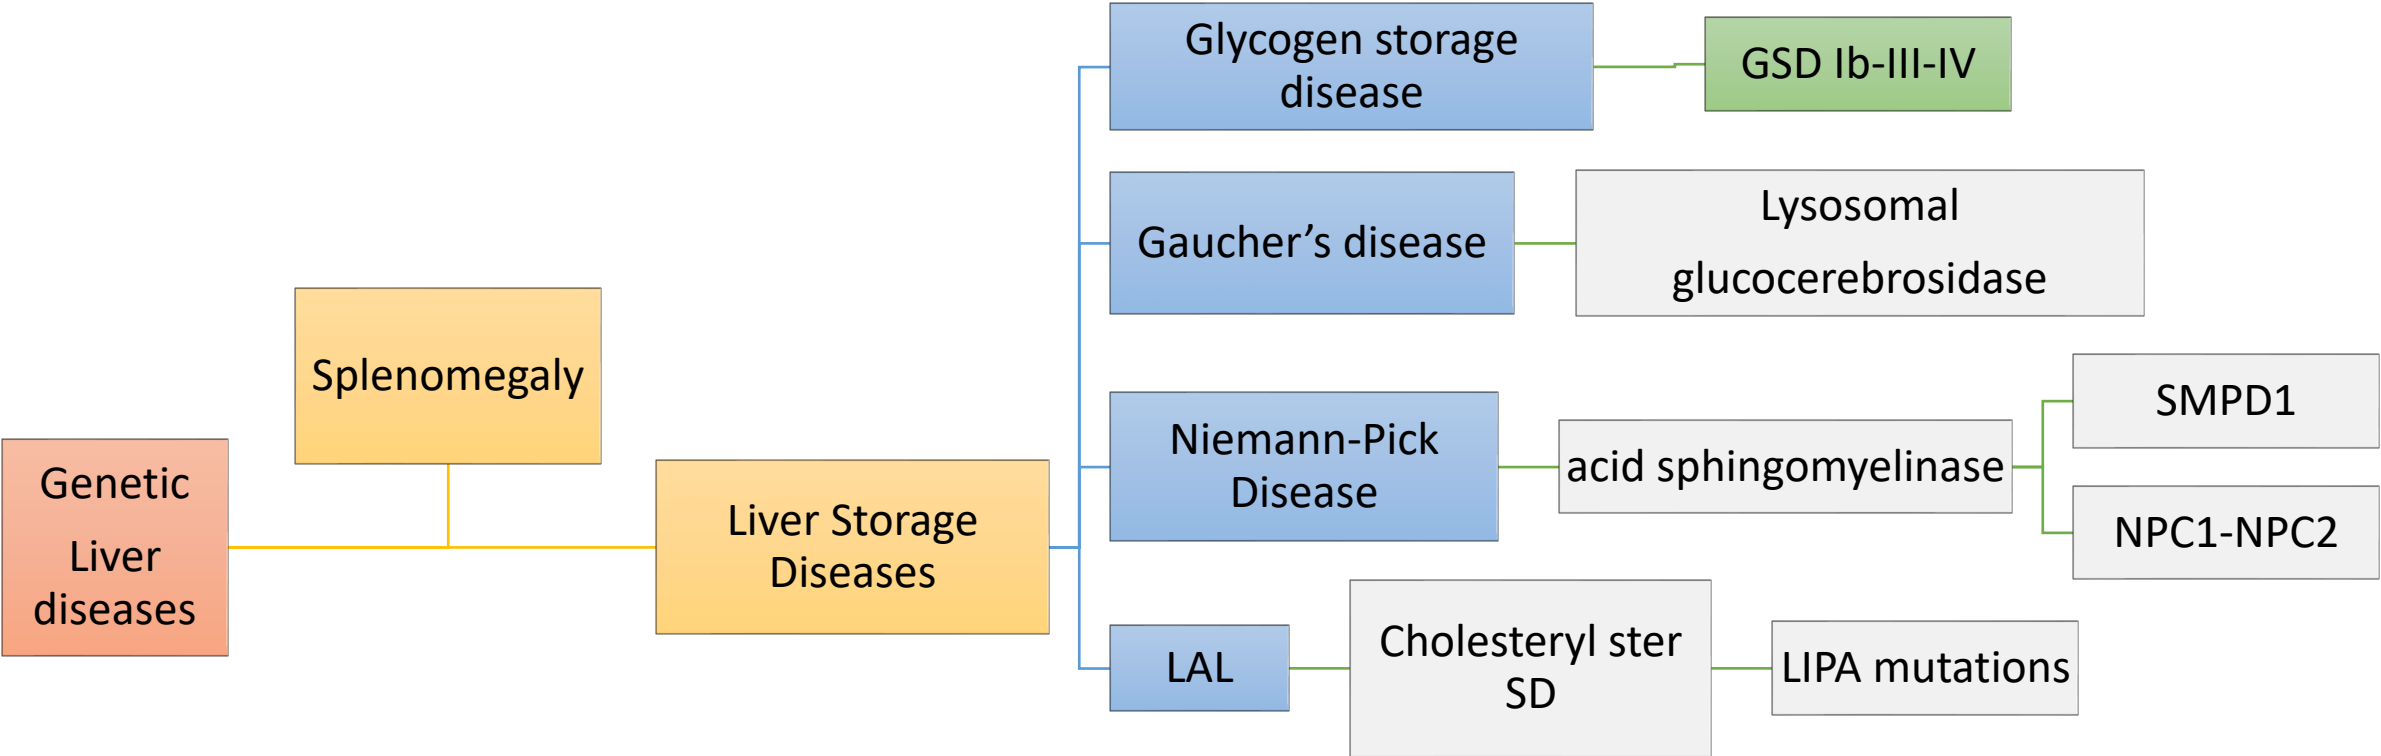 Genetic
Liver
diseases
Splenomegaly
Liver Storage
Diseases
Glycogen storage
disease
GSD Ib-III-IV
Gaucher’s disease
Lysosomal
glucocerebrosidase
Niemann-Pick
Disease
acid sphingomyelinase
SMPD1
NPC1-NPC2
LAL
Cholesteryl ster
SD
LIPA mutations